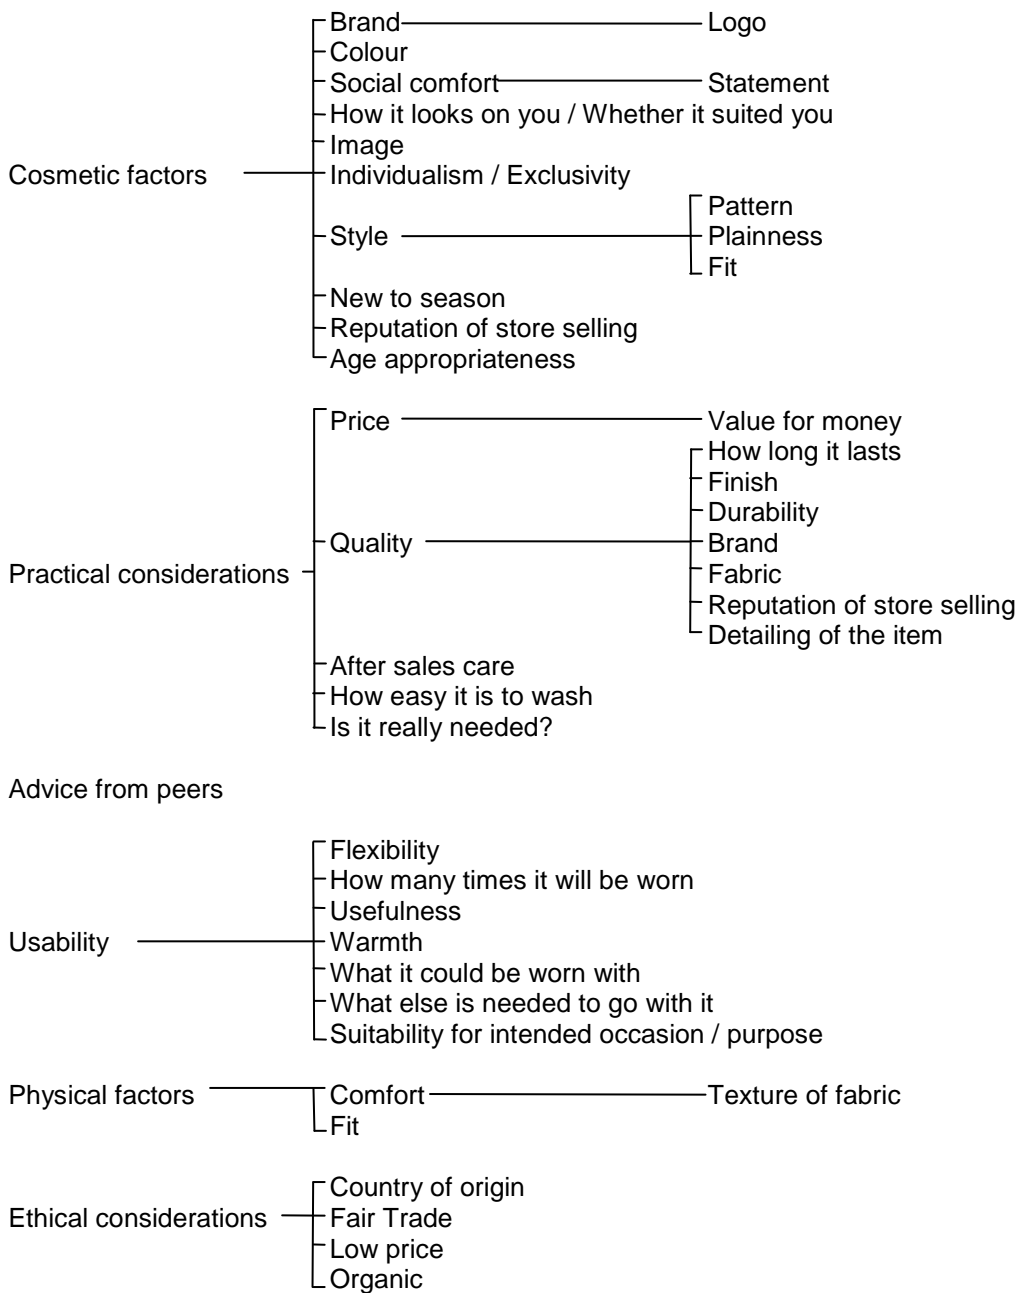 Brand Logo
Colour
Social comfort Statement
How it looks on you / Whether it suited you
Image
Cosmetic factors Individualism / Exclusivity
Pattern
Style Plainness
Fit
New to season
Reputation of store selling
Age appropriateness
Price Value for money
How long it lasts
Finish
Durability
Quality Brand
Practical considerations Fabric
Reputation of store selling
Detailing of the item
After sales care
How easy it is to wash
Is it really needed?
Advice from peers
Flexibility
How many times it will be worn
Usefulness
Usability Warmth
What it could be worn with
What else is needed to go with it
Suitability for intended occasion / purpose
Physical factors Comfort Texture of fabric
Fit
Country of origin
Ethical considerations Fair Trade
Low price
Organic